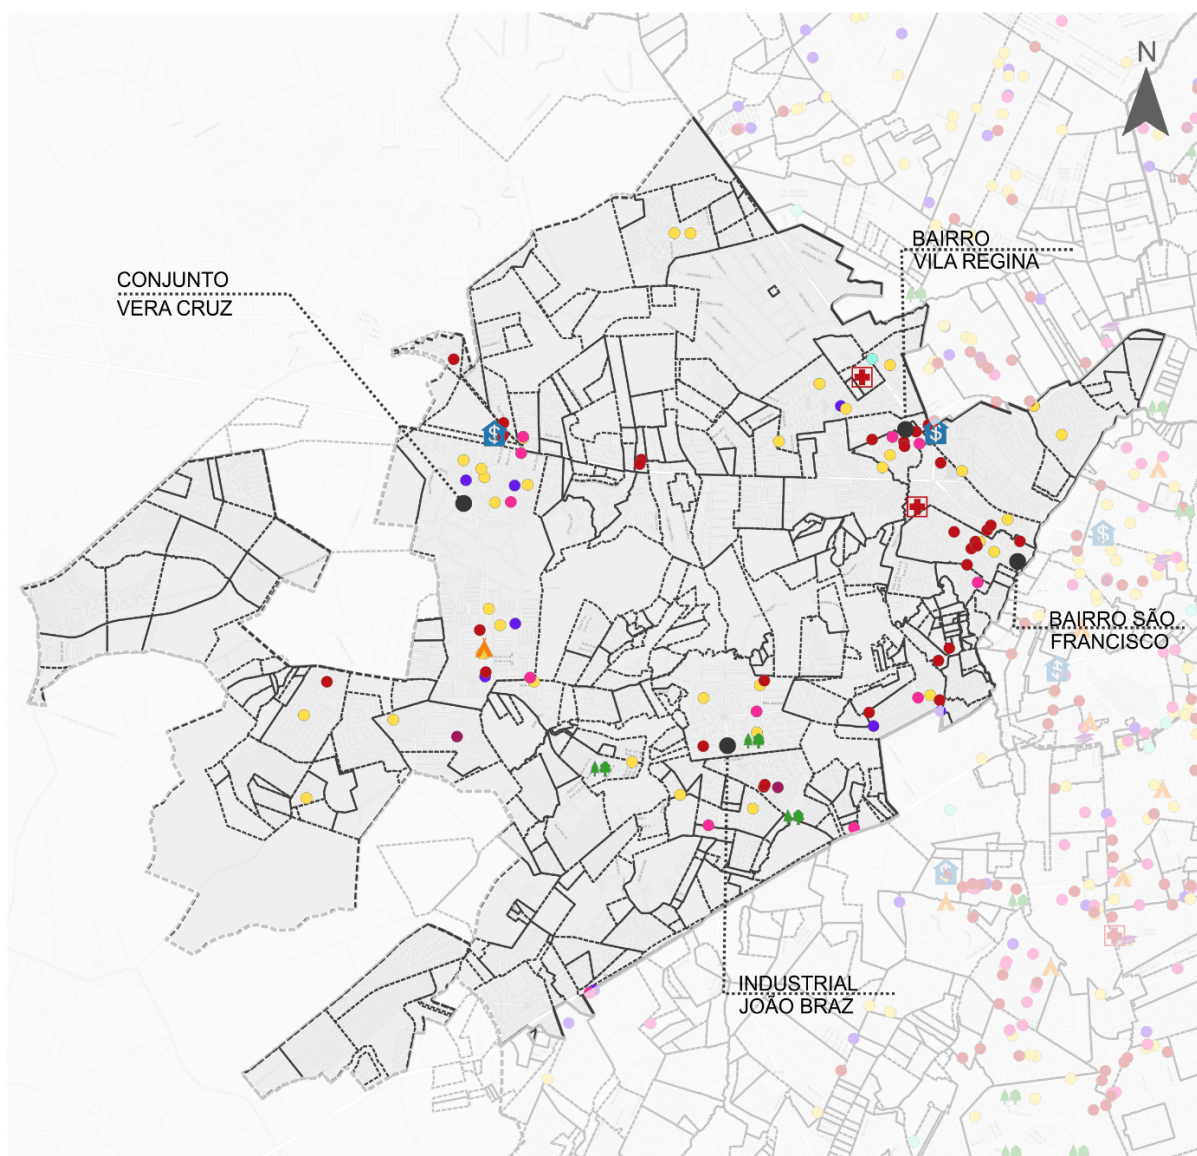 N
BAIRRO
VILA REGINA
CONJUNTO
VERA CRUZ
BAIRRO SÃO
FRANCISCO
INDUSTRIAL
JOÃO BRAZ